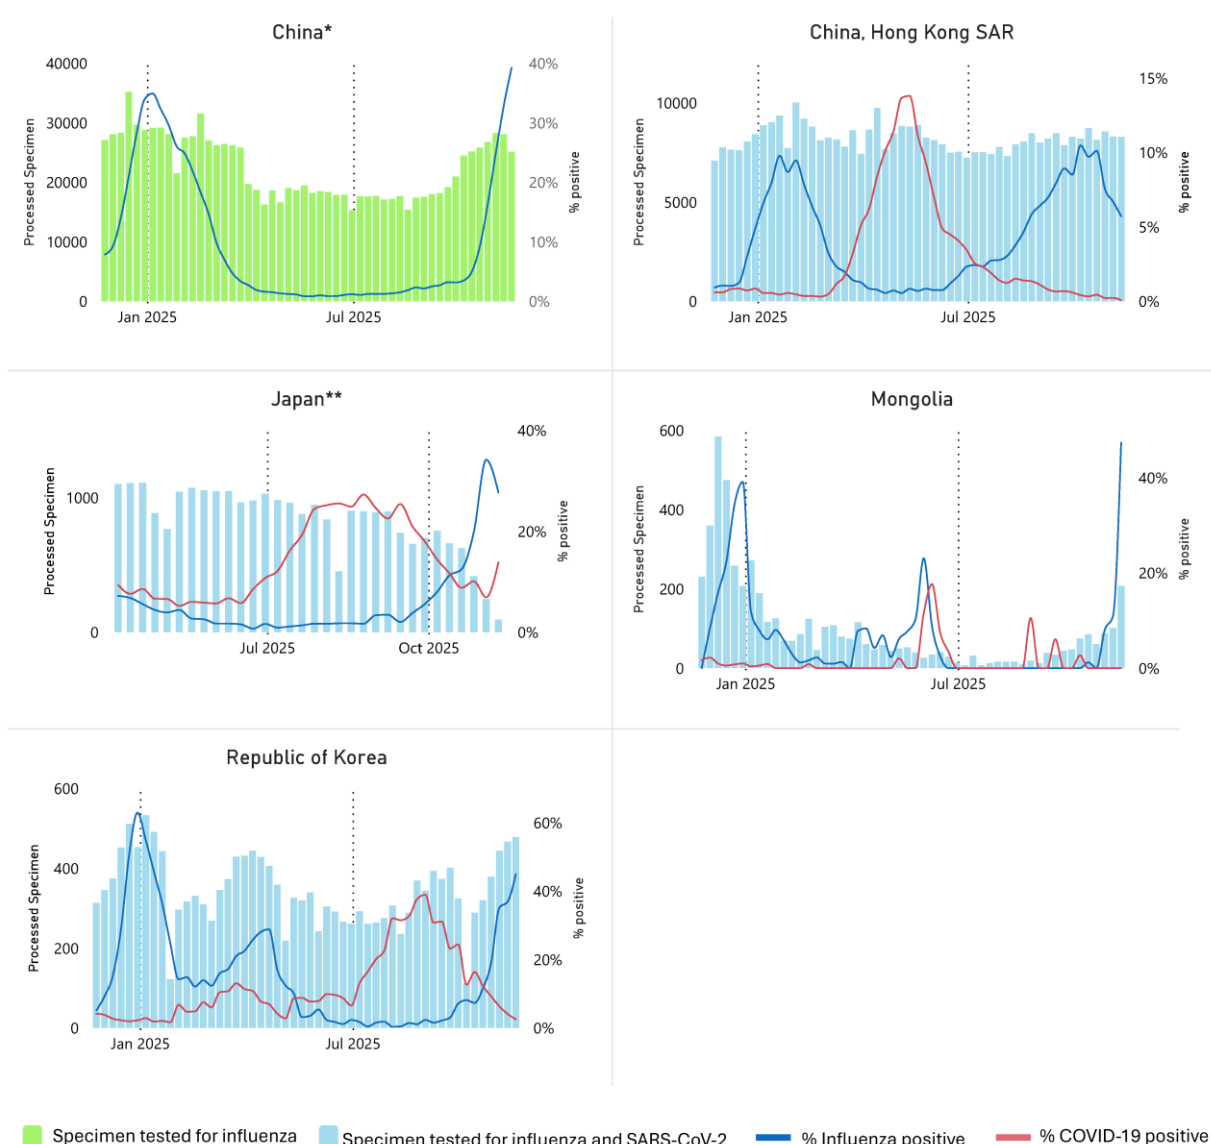 China*
40000
30000
20000
10000
0
Processed Specimen
40%
30%
20%
10%
0%
% positive
Jan 2025
Jul 2025
China, Hong Kong SAR
10000
5000
0
Processed Specimen
15%
10%
5%
0%
% positive
Jan 2025
Jul 2025
Japan**
1000
0
Processed Specimen
40%
20%
0%
% positive
Jul 2025
Oct 2025
Mongolia
600
400
200
0
Processed Specimen
40%
20%
0%
% positive
Jan 2025
Jul 2025
Republic of Korea
600
400
200
0
Processed Specimen
60%
40%
20%
0%
% positive
Jan 2025
Jul 2025
Specimen tested for influenza
Specimen tested for influenza and SARS-CoV-2
% Influenza positive
% COVID-19 positive